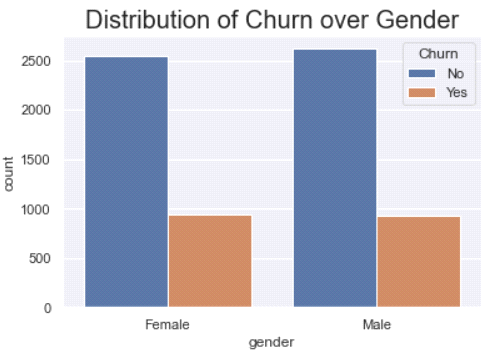 Distribution of Churn over Gender
Churn
No
Yes
2500
2000
1500
1000
500
0
count
Female
Male
gender